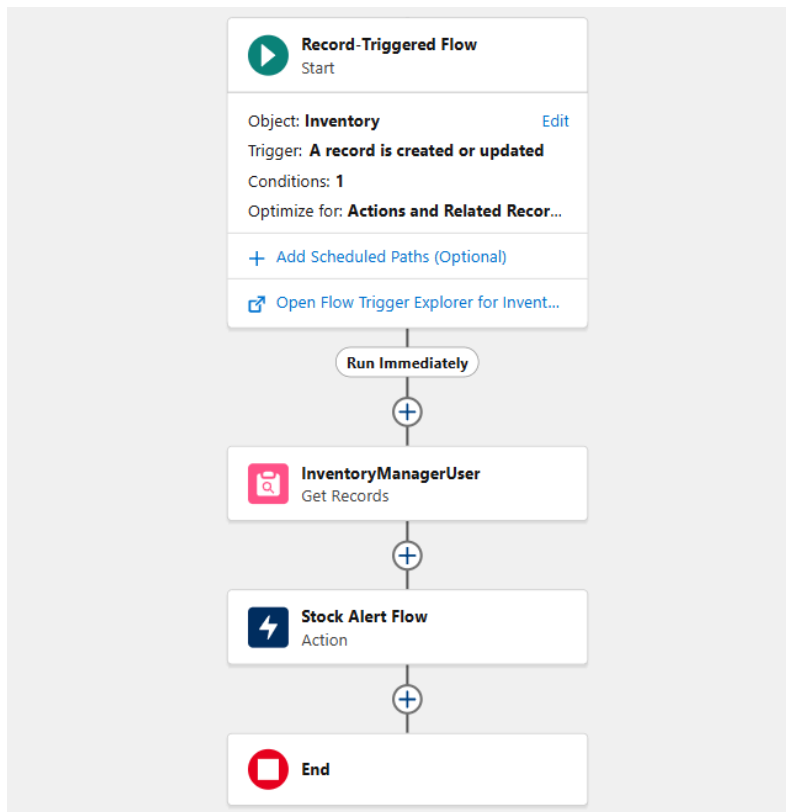 Record-Triggered Flow
Start
Object: Inventory Edit
Trigger: A record is created or updated
Conditions: 1
Optimize for: Actions and Related Recor...
Add Scheduled Paths (Optional)
Open Flow Trigger Explorer for Invent...
Run Immediately
InventoryManagerUser
Get Records
Stock Alert Flow
Action
End